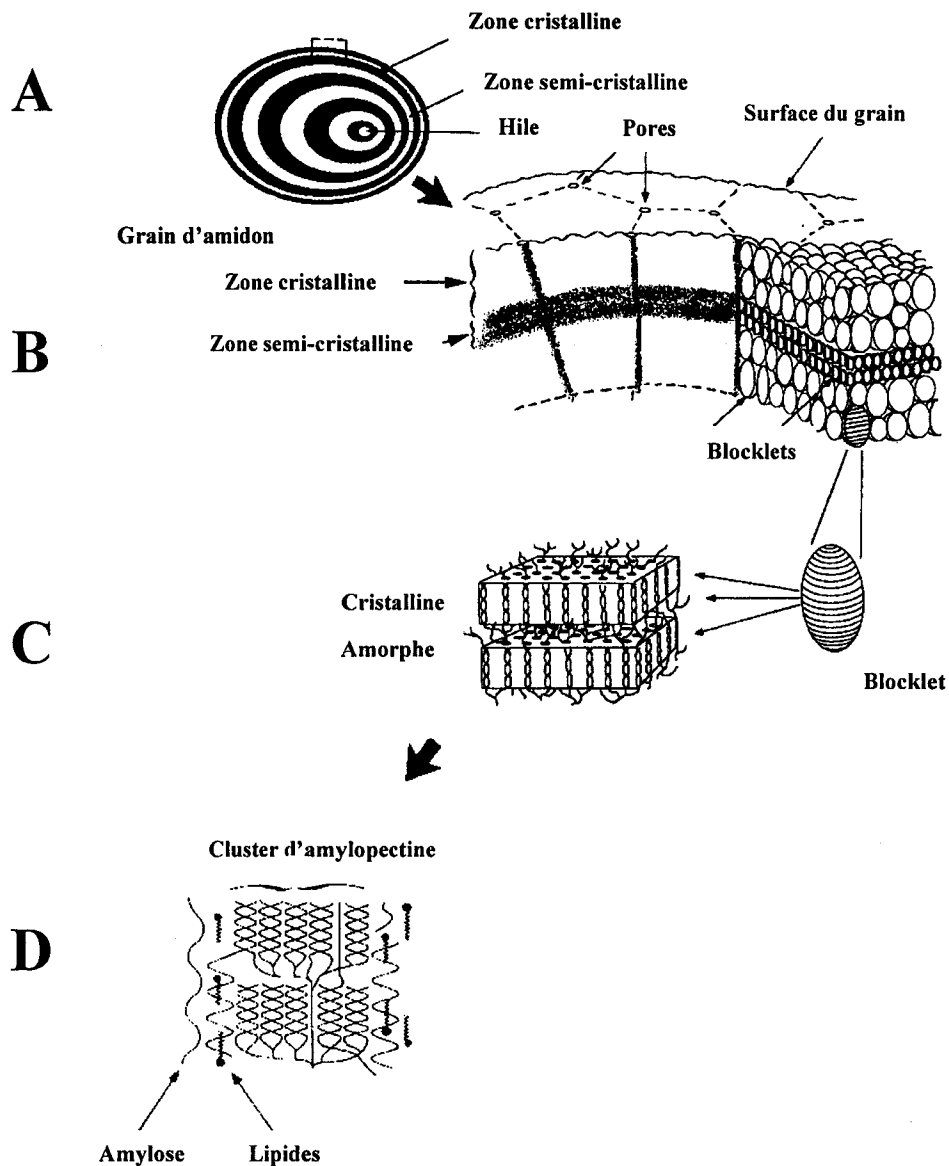 Zone cristalline
A
Zone semi-cristalline
Hile
Pores
Surface du grain
Grain d'amidon
Zone cristalline
B
Zone semi-cristalline
Blocklets
Cristalline
C
Amorphe
Blocklet
Cluster d'amylopectine
D
Amylose
Lipides